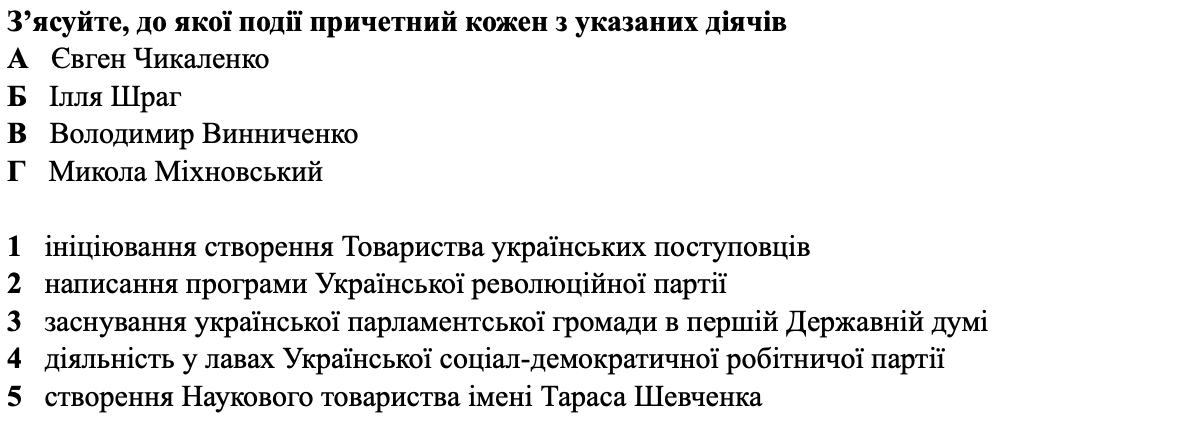 З’ясуйте, до якої події причетний кожен з указаних діячів
А Євген Чикаленко
Б Ілля Шраг
В Володимир Винниченко
Г Микола Міхновський
1 ініціювання створення Товариства українських поступовців
2 написання програми Української революційної партії
3 заснування української парламентської громади в першій Державній думі
4 діяльність у лавах Української соціал-демократичної робітничої партії
5 створення Наукового товариства імені Тараса Шевченка